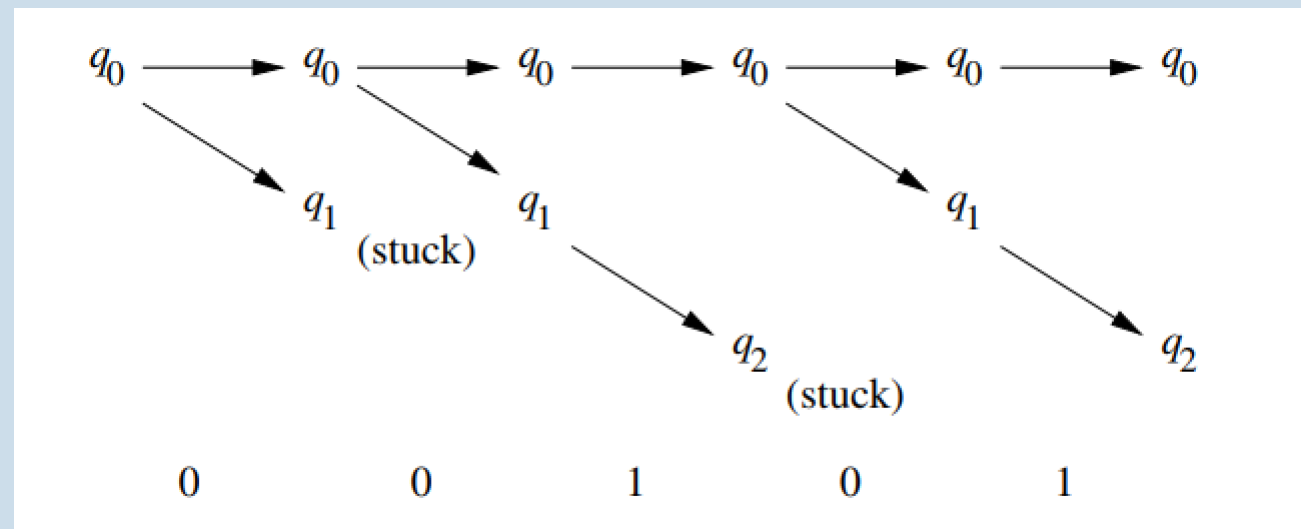 q0 q0 q0 q0 q0 q0
q1 q1 q1
(stuck)
q2 q2
(stuck)
0 0 1 0 1